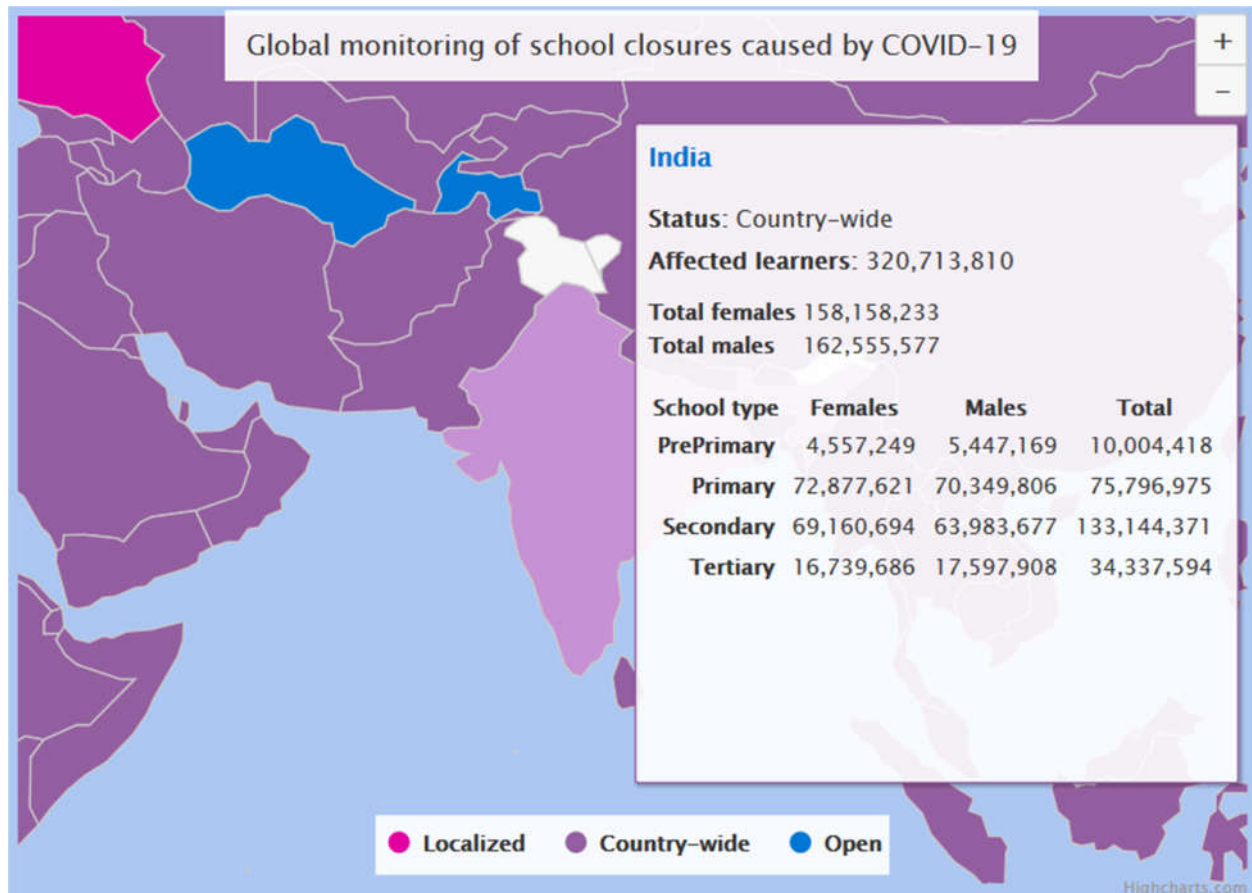 Global monitoring of school closures caused by COVID-19
+
−
India
Status: Country-wide
Affected learners: 320,713,810
Total females 158,158,233
Total males 162,555,577
School type Females Males Total
PrePrimary 4,557,249 5,447,169 10,004,418
Primary 72,877,621 70,349,806 75,796,975
Secondary 69,160,694 63,983,677 133,144,371
Tertiary 16,739,686 17,597,908 34,337,594
Localized Country-wide Open
Highcharts.com